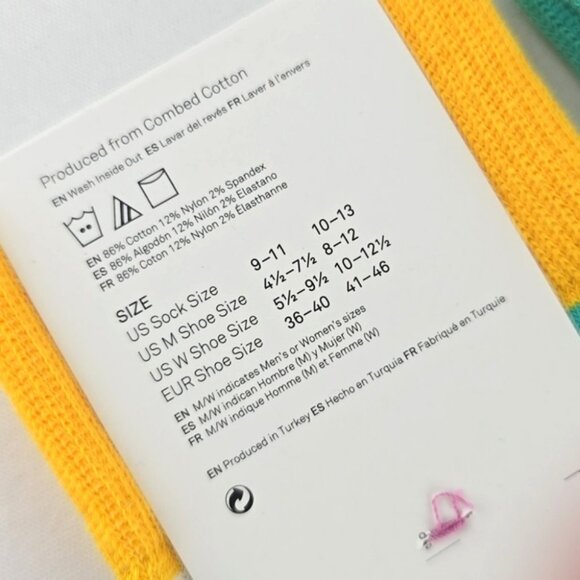 Produced from Combed Cotton
EN Wash Inside Out ES Lavar del revés FR Laver à l'envers
EN 86% Cotton 12% Nylon 2% Spandex
ES 86% Algodón 12% Nilón 2% Elastano
FR 86% Coton 12% Nylon 2% Élasthanne
SIZE
US Sock Size 9–11 10–13
US M Shoe Size 4½–7½ 8–12
US W Shoe Size 5½–9½ 10–12½
EUR Shoe Size 36–40 41–46
EN M/W indicates Men's or Women's sizes
ES M/W indican Hombre (M) y Mujer (W)
FR M/W indique Homme (M) et Femme (W)
EN Produced in Turkey ES Hecho en Turquía FR Fabriqué en Turquie